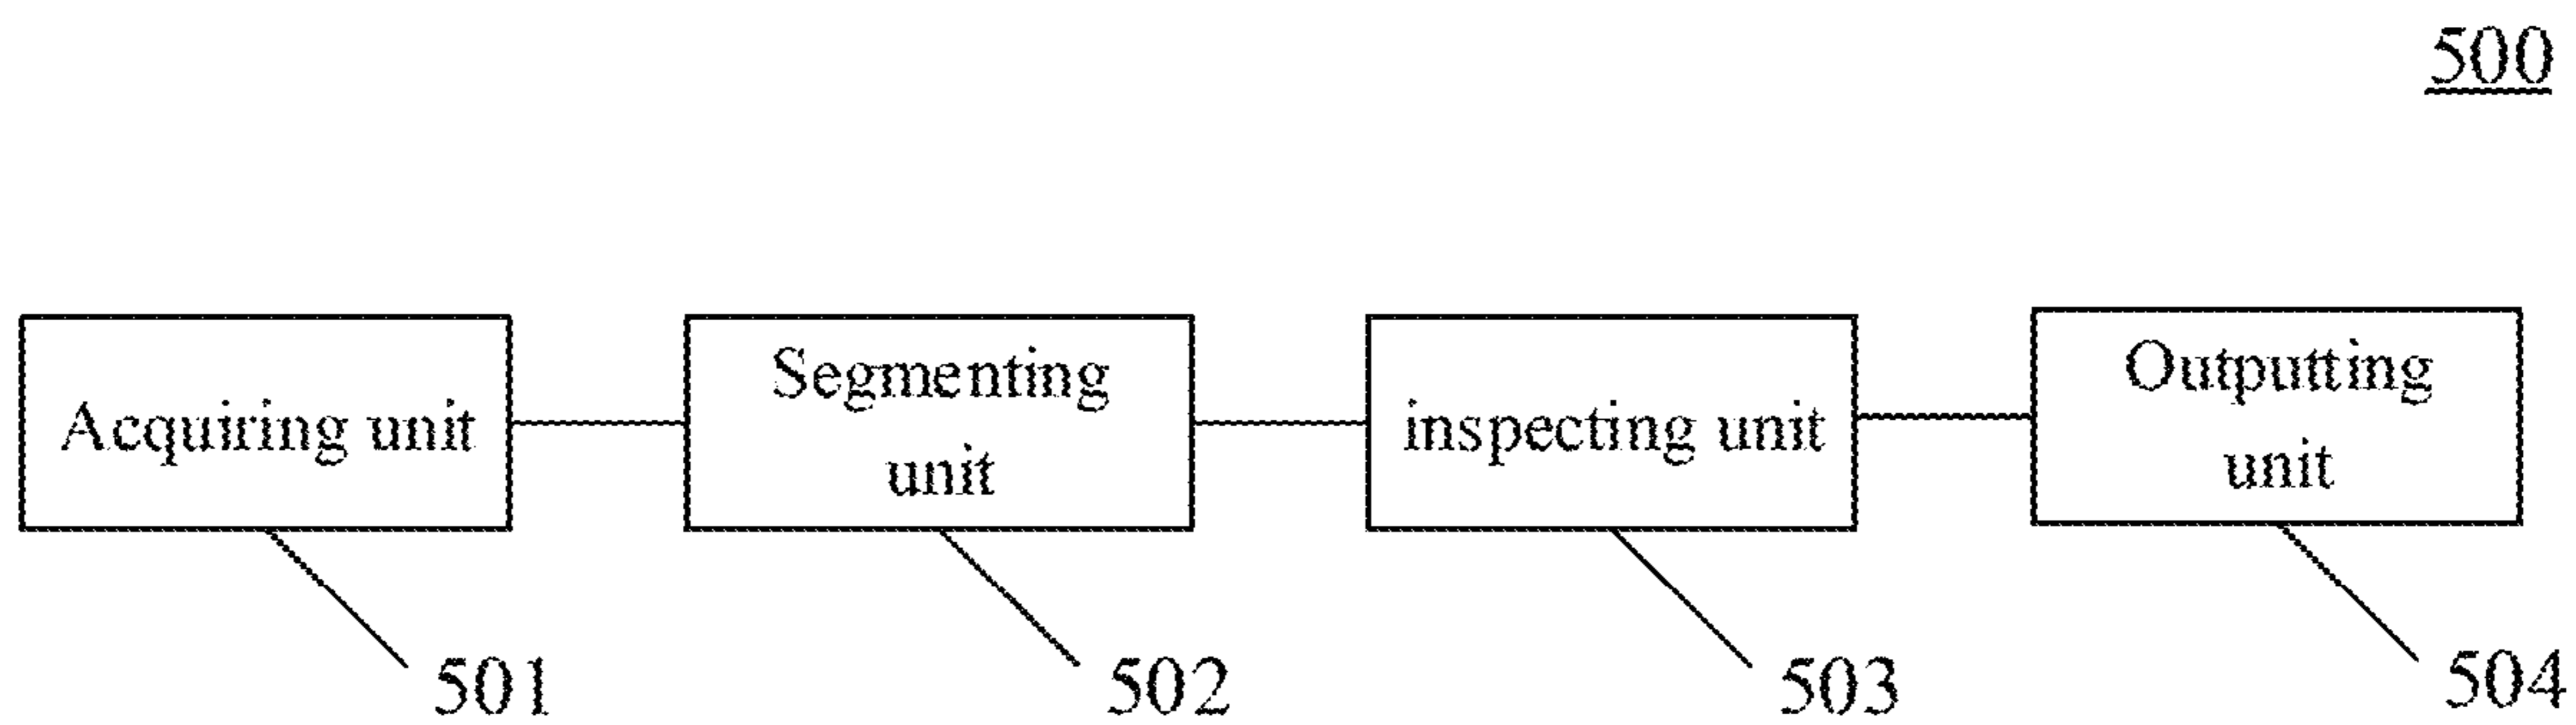 500
Acquiring unit
Segmenting
unit
inspecting unit
Outputting
unit
501
502
503
504